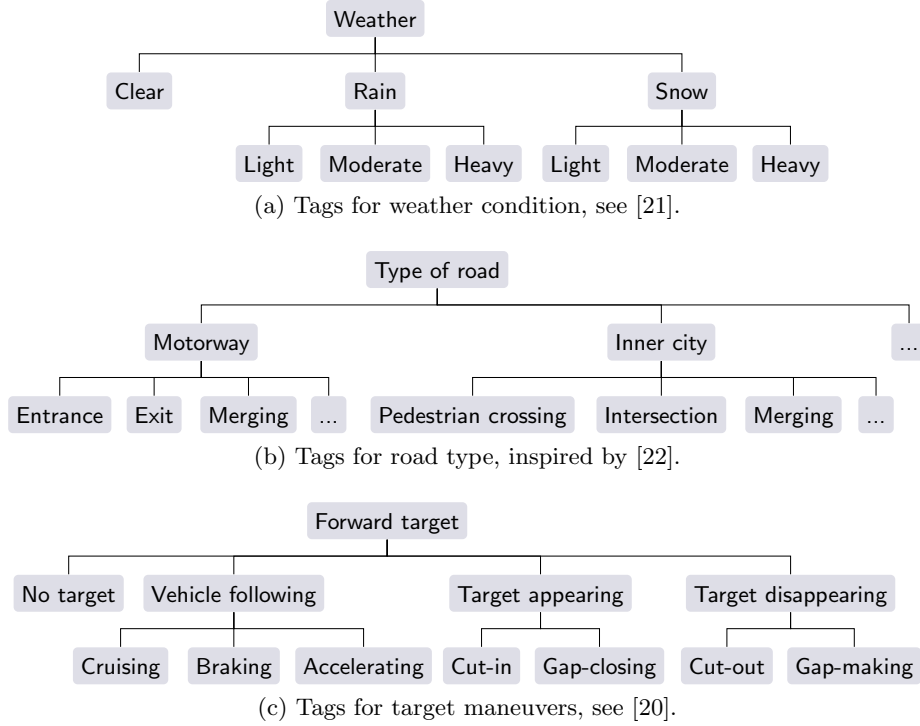 Weather
Clear Rain Snow
Light Moderate Heavy Light Moderate Heavy
(a) Tags for weather condition, see [21].
Type of road
Motorway Inner city ...
Entrance Exit Merging ... Pedestrian crossing Intersection Merging ...
(b) Tags for road type, inspired by [22].
Forward target
No target Vehicle following Target appearing Target disappearing
Cruising Braking Accelerating Cut-in Gap-closing Cut-out Gap-making
(c) Tags for target maneuvers, see [20].